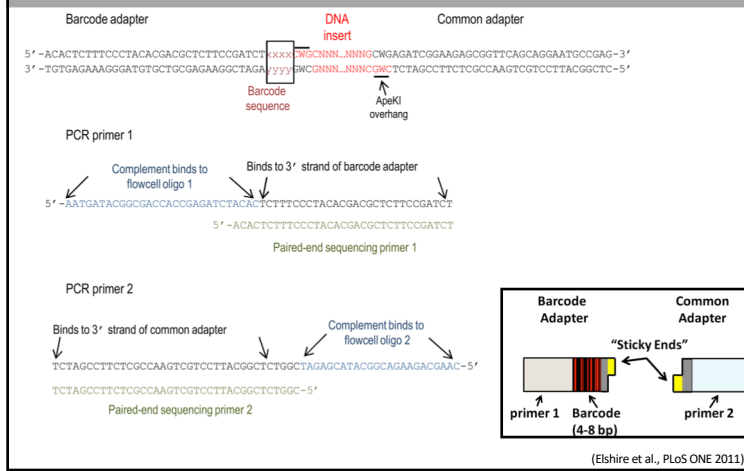 Barcode adapter
DNA
insert
Common adapter
5′-ACACTCTTTCCCTACACGACGCTCTTCCGATCTxxxxCWGCNNN…NNNGCWGAGATCGGAAGAGCGGTTCAGCAGGAATGCCGAG-3′
3′-TGTGAGAAAGGGATGTGCTGCGAGAAGGCTAGAyyyyGWCGNNN…NNNCGWCTCTAGCCTTCTCGCCAAGTCGTCCTTACGGCTC-5′
Barcode
sequence
ApeKI
overhang
PCR primer 1
Complement binds to
flowcell oligo 1
Binds to 3′ strand of barcode adapter
5′-AATGATACGGCGACCACCGAGATCTACACTCTTTCCCTACACGACGCTCTTCCGATCT
5′-ACACTCTTTCCCTACACGACGCTCTTCCGATCT
Paired-end sequencing primer 1
PCR primer 2
Binds to 3′ strand of common adapter
Complement binds to
flowcell oligo 2
TCTAGCCTTCTCGCCAAGTCGTCCTTACGGCTCTGGCTAGAGCATACGGCAGAAGACGAAC-5′
TCTAGCCTTCTCGCCAAGTCGTCCTTACGGCTCTGGC-5′
Paired-end sequencing primer 2
Barcode
Adapter
Common
Adapter
"Sticky Ends"
primer 1
Barcode
(4-8 bp)
primer 2
(Elshire et al., PLoS ONE 2011)